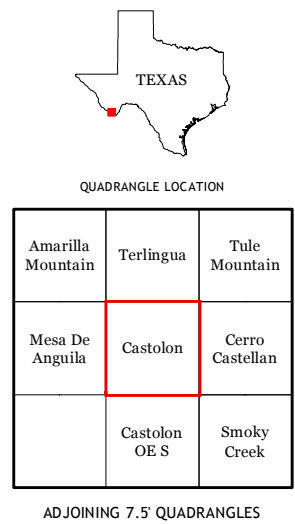 TEXAS
QUADRANGLE LOCATION
Amarilla
Mountain
Terlingua
Tule
Mountain
Mesa De
Anguila
Castolon
Cerro
Castellan
Castolon
OE S
Smoky
Creek
ADJOINING 7.5' QUADRANGLES